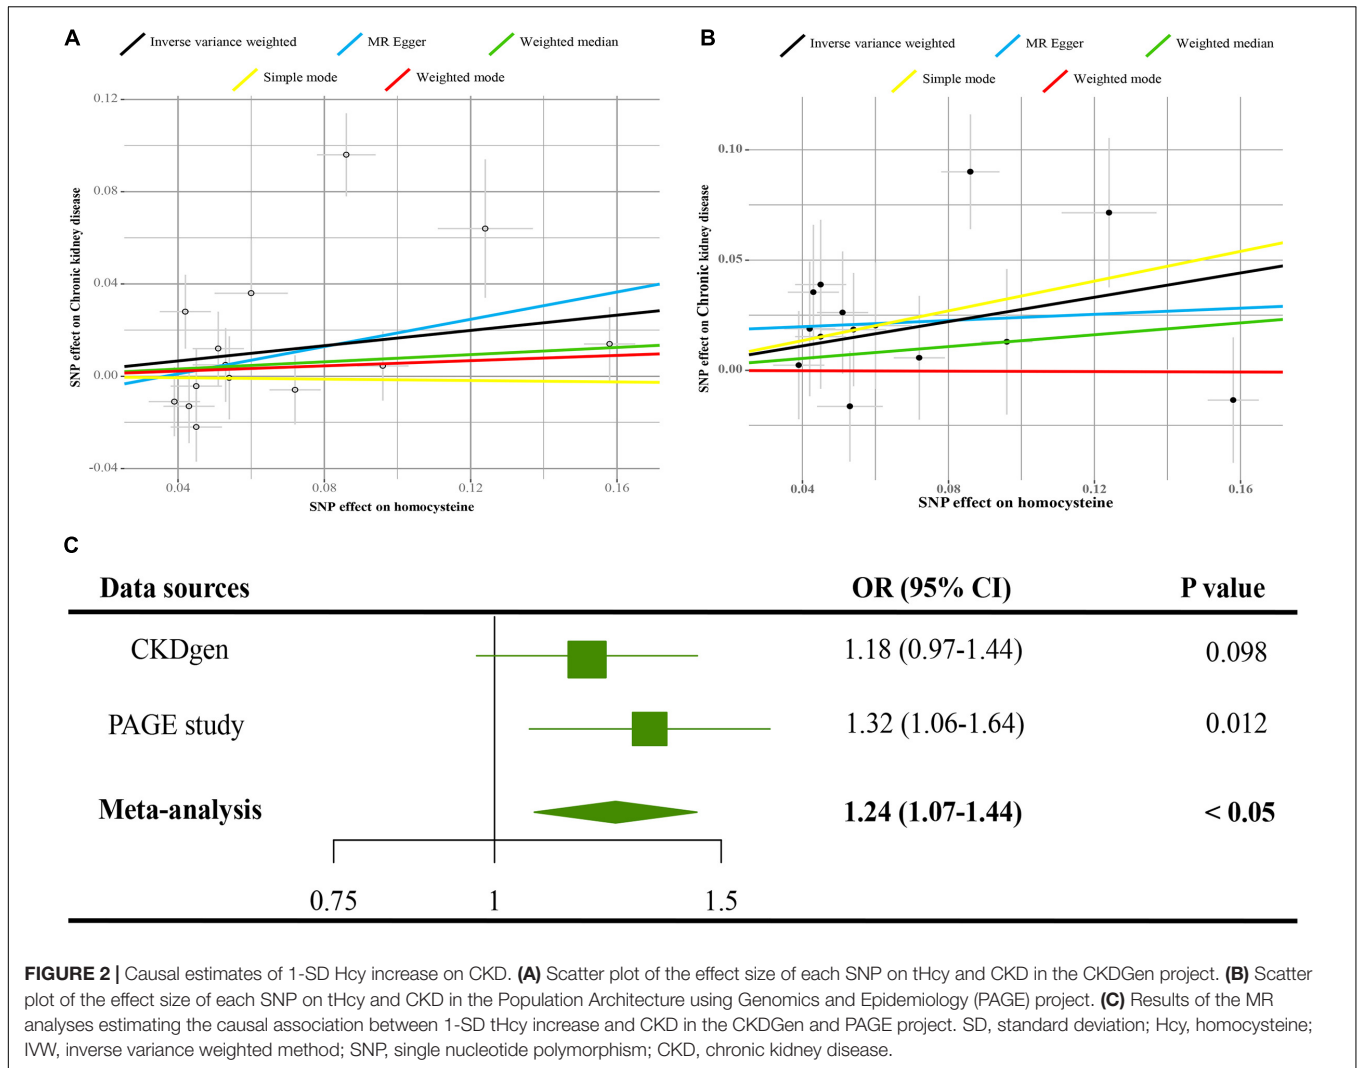 A
Inverse variance weighted
MR Egger
Weighted median
Simple mode
Weighted mode
0.12
0.08
0.04
0.00
-0.04
SNP effect on Chronic kidney disease
0.04
0.08
0.12
0.16
SNP effect on homocysteine
B
Inverse variance weighted
MR Egger
Weighted median
Simple mode
Weighted mode
0.10
0.05
0.00
SNP effect on Chronic kidney disease
0.04
0.08
0.12
0.16
SNP effect on homocysteine
C
Data sources OR (95% CI) P value
CKDgen 1.18 (0.97-1.44) 0.098
PAGE study 1.32 (1.06-1.64) 0.012
Meta-analysis 1.24 (1.07-1.44) < 0.05
0.75 1 1.5
FIGURE 2 | Causal estimates of 1-SD Hcy increase on CKD. (A) Scatter plot of the effect size of each SNP on tHcy and CKD in the CKDGen project. (B) Scatter
plot of the effect size of each SNP on tHcy and CKD in the Population Architecture using Genomics and Epidemiology (PAGE) project. (C) Results of the MR
analyses estimating the causal association between 1-SD tHcy increase and CKD in the CKDGen and PAGE project. SD, standard deviation; Hcy, homocysteine;
IVW, inverse variance weighted method; SNP, single nucleotide polymorphism; CKD, chronic kidney disease.